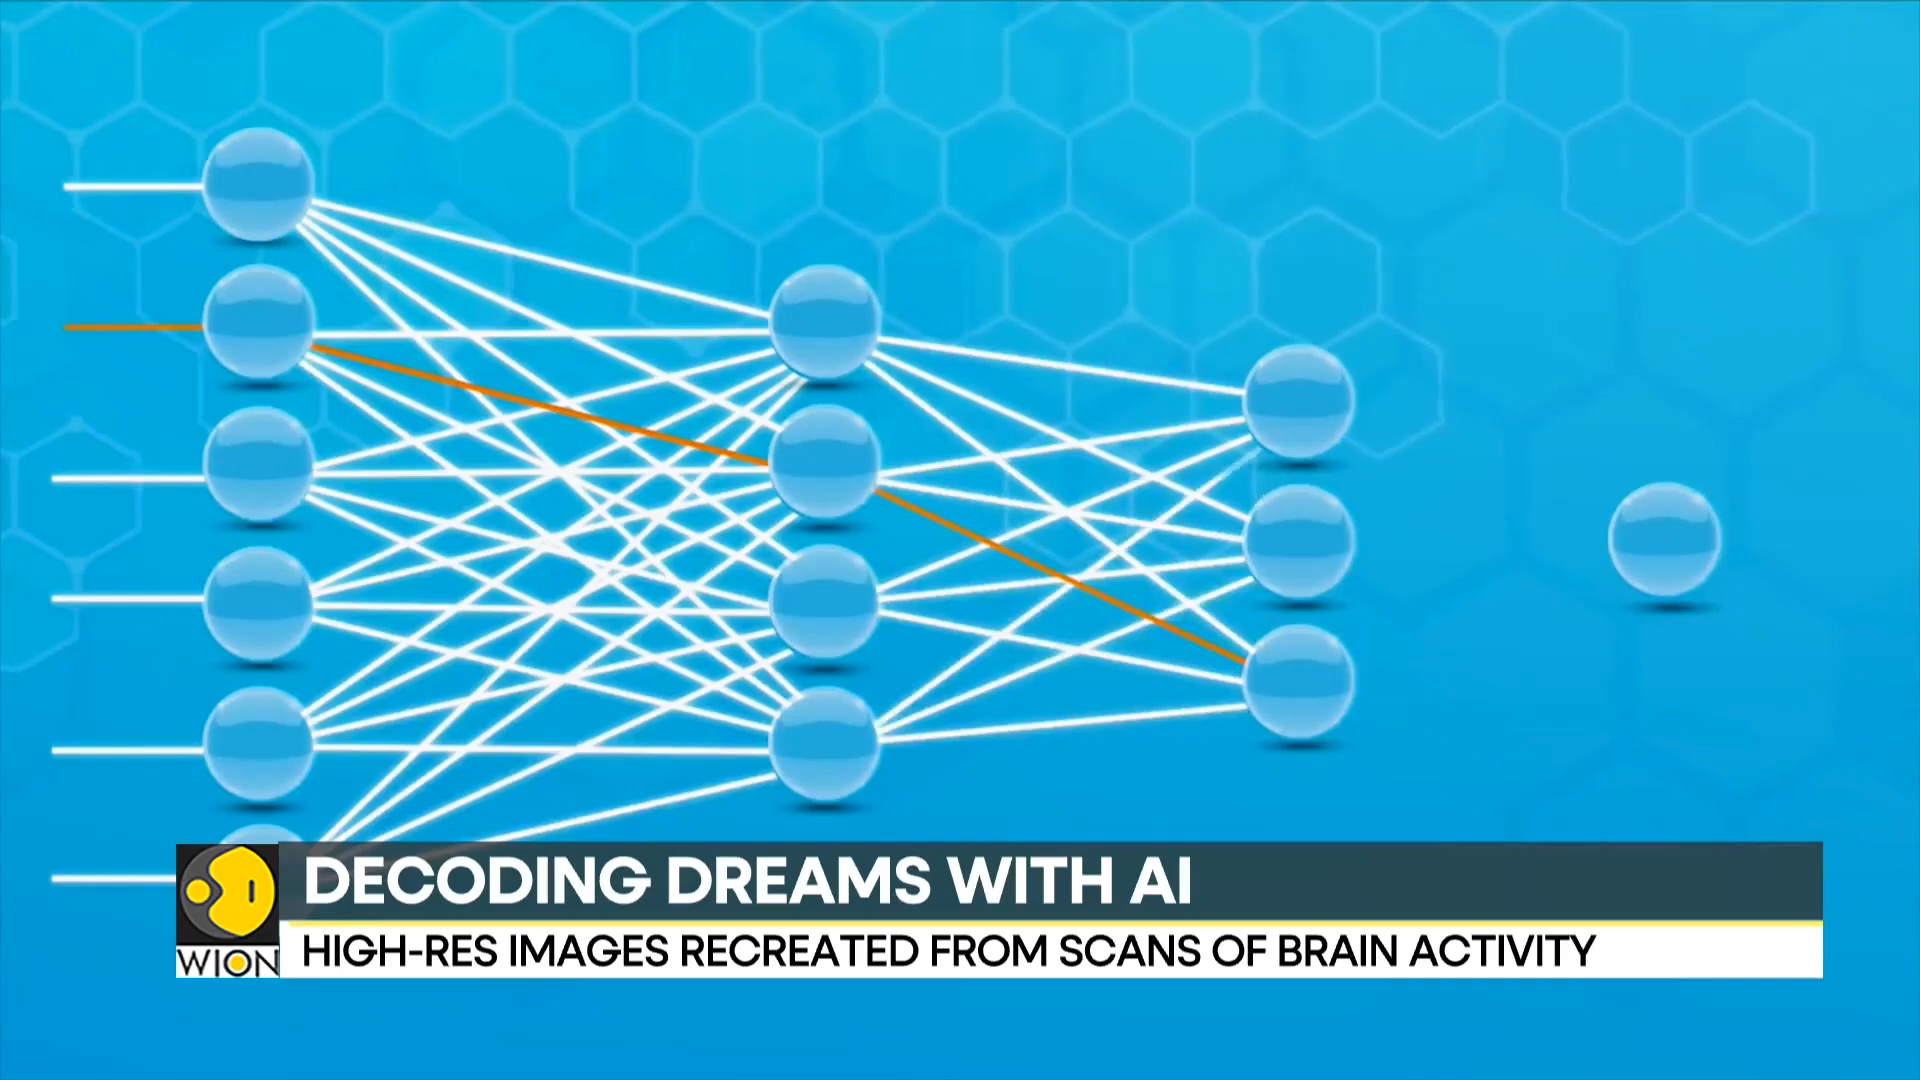 DECODING DREAMS WITH AI
HIGH-RES IMAGES RECREATED FROM SCANS OF BRAIN ACTIVITY
WION